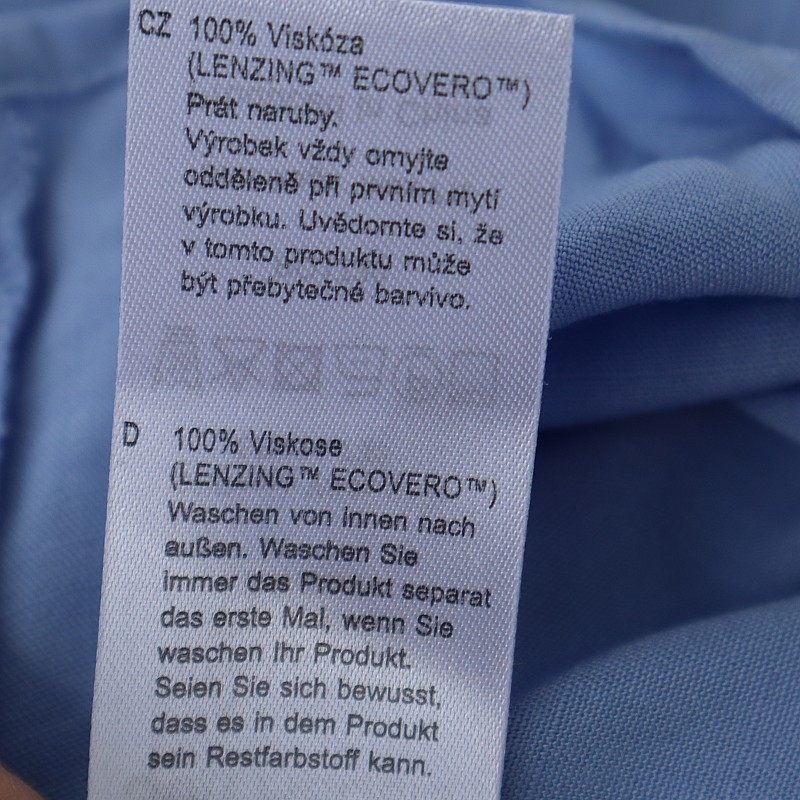 CZ 100% Viskóza
(LENZING™ ECOVERO™)
Prát naruby.
Výrobek vždy omyjte
odděleně při prvním mytí
výrobku. Uvědomte si, že
v tomto produktu může
být přebytečné barvivo.
D 100% Viskose
(LENZING™ ECOVERO™)
Waschen von innen nach
außen. Waschen Sie
immer das Produkt separat
das erste Mal, wenn Sie
waschen Ihr Produkt.
Seien Sie sich bewusst,
dass es in dem Produkt
sein Restfarbstoff kann.